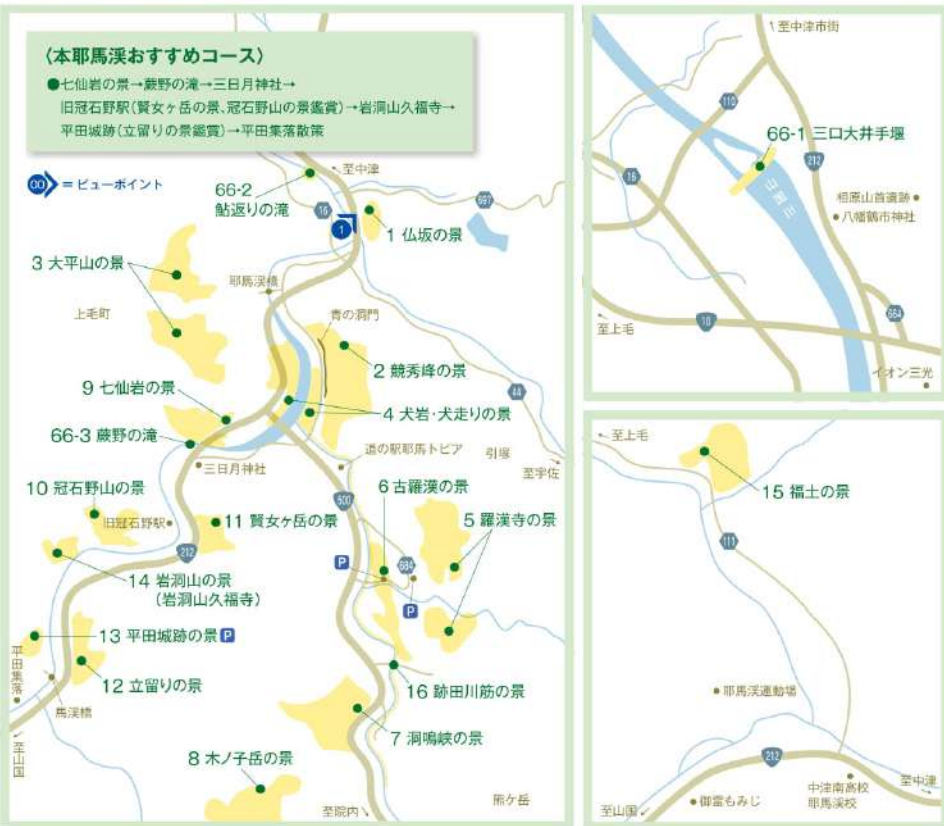 〈本耶馬渓おすすめコース〉
●七仙岩の景→蕨野の滝→三日月神社→
旧冠石野駅(賢女ヶ岳の景、冠石野山の景鑑賞)→岩洞山久福寺→
平田城跡(立留りの景鑑賞)→平田集落散策
00 =ビューポイント
至中津
66-2
鮎返りの滝
16
697
1
1 仏坂の景
3 大平山の景
耶馬渓橋
上毛町
青の洞門
2 競秀峰の景
9 七仙岩の景
4 犬岩・犬走りの景
44
66-3 蕨野の滝
道の駅耶馬トピア
引塚
至宇佐
三日月神社
10 冠石野山の景
6 古羅漢の景
500
5 羅漢寺の景
旧冠石野駅
11 賢女ヶ岳の景
212
P
684
P
14 岩洞山の景
(岩洞山久福寺)
13 平田城跡の景 P
平田集落
12 立留りの景
16 跡田川筋の景
馬渓橋
7 洞鳴峡の景
至山国
8 木ノ子岳の景
熊ケ岳
至院内
至中津市街
110
66-1 三口大井手堰
212
16
山国川
相原山首遺跡
八幡鶴市神社
664
至上毛
10
イオン三光
至上毛
15 福土の景
111
耶馬渓運動場
212
中津南高校
耶馬渓校
至中津
御霊もみじ
至山国